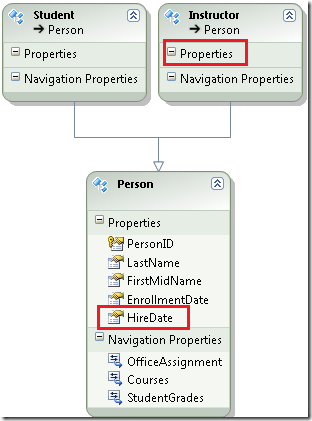 Student
Person
Properties
Navigation Properties
Instructor
Person
Properties
Navigation Properties
Person
Properties
PersonID
LastName
FirstMidName
EnrollmentDate
HireDate
Navigation Properties
OfficeAssignment
Courses
StudentGrades